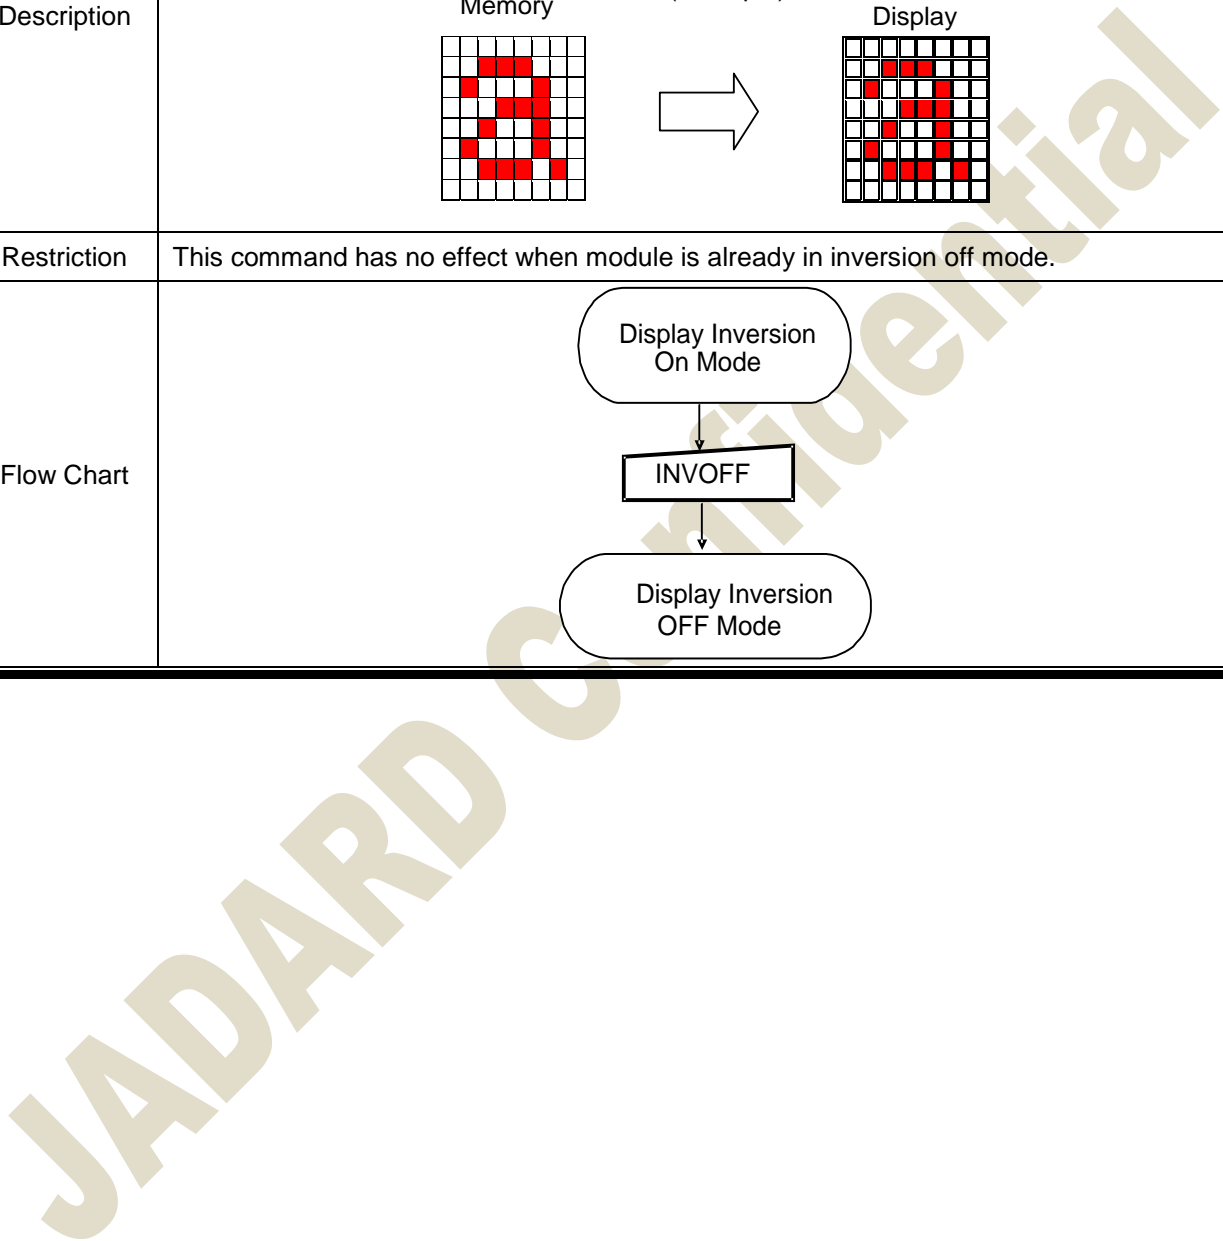 Memory
Description
Display
Restriction
This command has no effect when module is already in inversion off mode.
Display Inversion
On Mode
Flow Chart
INVOFF
Display Inversion
OFF Mode
JADARD Confidential